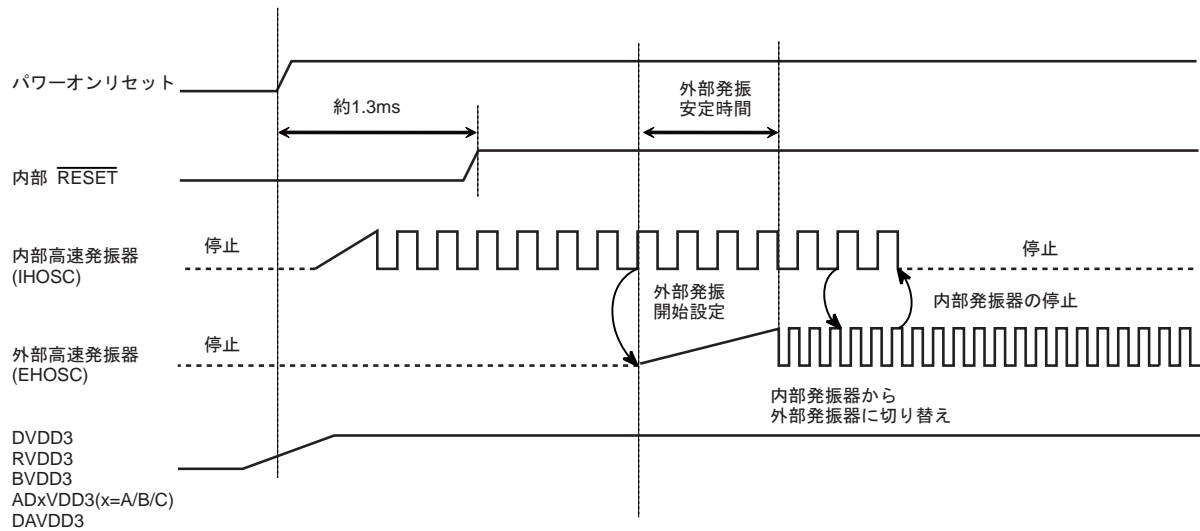 パワーオンリセット
約1.3ms
外部発振
安定時間
内部 RESET
内部高速発振器
(IHOSC)
停止
停止
外部発振
開始設定
内部発振器の停止
外部高速発振器
(EHOSC)
停止
内部発振器から
外部発振器に切り替え
DVDD3
RVDD3
BVDD3
ADxVDD3(x=A/B/C)
DAVDD3